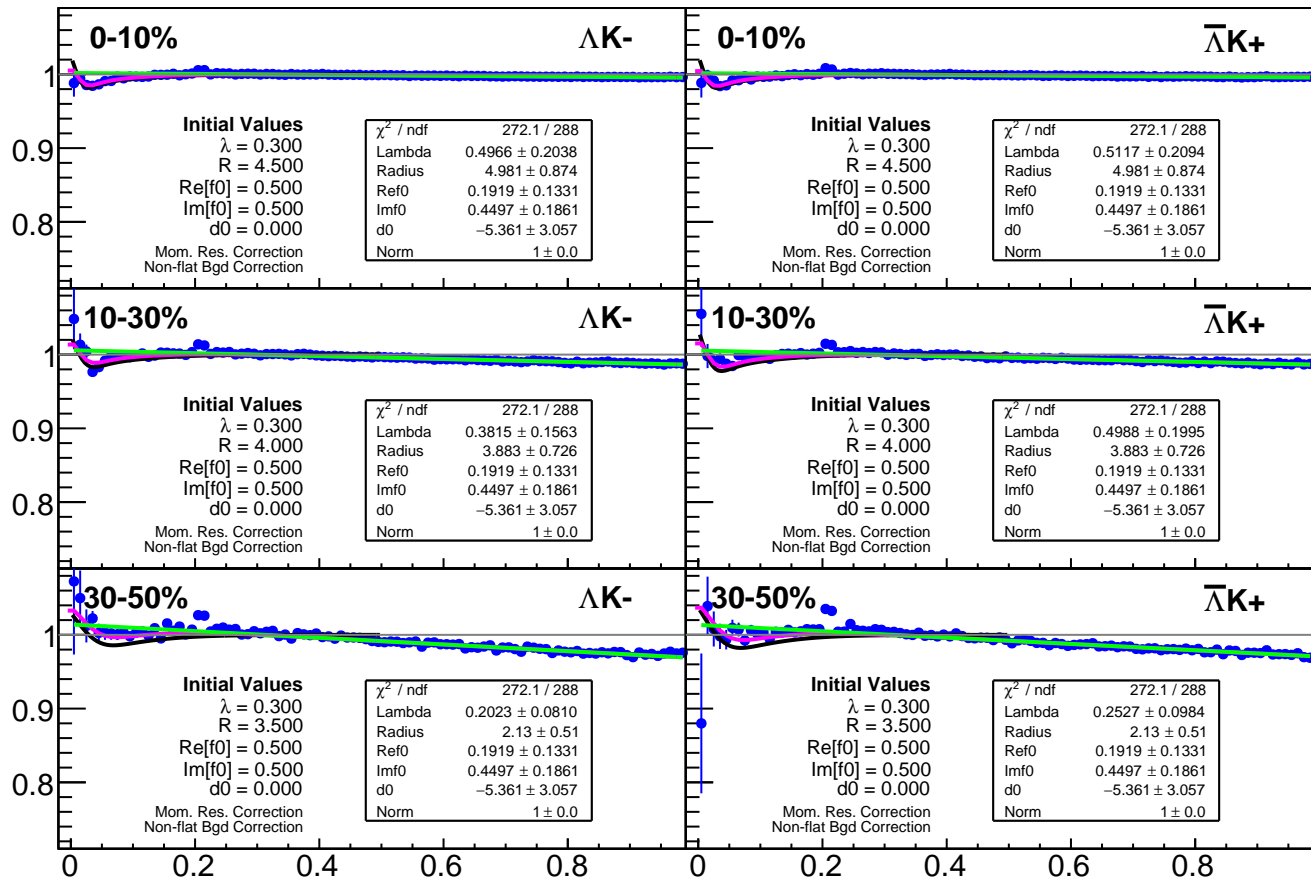 0-10% ΛK-
Initial Values
λ = 0.300
R = 4.500
Re[f0] = 0.500
Im[f0] = 0.500
d0 = 0.000
Mom. Res. Correction
Non-flat Bgd Correction
χ² / ndf 272.1 / 288
Lambda 0.4966 ± 0.2038
Radius 4.981 ± 0.874
Ref0 0.1919 ± 0.1331
Imf0 0.4497 ± 0.1861
d0 −5.361 ± 3.057
Norm 1 ± 0.0
1
0.9
0.8
0-10% Λ̅K+
Initial Values
λ = 0.300
R = 4.500
Re[f0] = 0.500
Im[f0] = 0.500
d0 = 0.000
Mom. Res. Correction
Non-flat Bgd Correction
χ² / ndf 272.1 / 288
Lambda 0.5117 ± 0.2094
Radius 4.981 ± 0.874
Ref0 0.1919 ± 0.1331
Imf0 0.4497 ± 0.1861
d0 −5.361 ± 3.057
Norm 1 ± 0.0
10-30% ΛK-
Initial Values
λ = 0.300
R = 4.000
Re[f0] = 0.500
Im[f0] = 0.500
d0 = 0.000
Mom. Res. Correction
Non-flat Bgd Correction
χ² / ndf 272.1 / 288
Lambda 0.3815 ± 0.1563
Radius 3.883 ± 0.726
Ref0 0.1919 ± 0.1331
Imf0 0.4497 ± 0.1861
d0 −5.361 ± 3.057
Norm 1 ± 0.0
1
0.9
0.8
10-30% Λ̅K+
Initial Values
λ = 0.300
R = 4.000
Re[f0] = 0.500
Im[f0] = 0.500
d0 = 0.000
Mom. Res. Correction
Non-flat Bgd Correction
χ² / ndf 272.1 / 288
Lambda 0.4988 ± 0.1995
Radius 3.883 ± 0.726
Ref0 0.1919 ± 0.1331
Imf0 0.4497 ± 0.1861
d0 −5.361 ± 3.057
Norm 1 ± 0.0
30-50% ΛK-
Initial Values
λ = 0.300
R = 3.500
Re[f0] = 0.500
Im[f0] = 0.500
d0 = 0.000
Mom. Res. Correction
Non-flat Bgd Correction
χ² / ndf 272.1 / 288
Lambda 0.2023 ± 0.0810
Radius 2.13 ± 0.51
Ref0 0.1919 ± 0.1331
Imf0 0.4497 ± 0.1861
d0 −5.361 ± 3.057
Norm 1 ± 0.0
1
0.9
0.8
30-50% Λ̅K+
Initial Values
λ = 0.300
R = 3.500
Re[f0] = 0.500
Im[f0] = 0.500
d0 = 0.000
Mom. Res. Correction
Non-flat Bgd Correction
χ² / ndf 272.1 / 288
Lambda 0.2527 ± 0.0984
Radius 2.13 ± 0.51
Ref0 0.1919 ± 0.1331
Imf0 0.4497 ± 0.1861
d0 −5.361 ± 3.057
Norm 1 ± 0.0
0 0.2 0.4 0.6 0.8 0 0.2 0.4 0.6 0.8